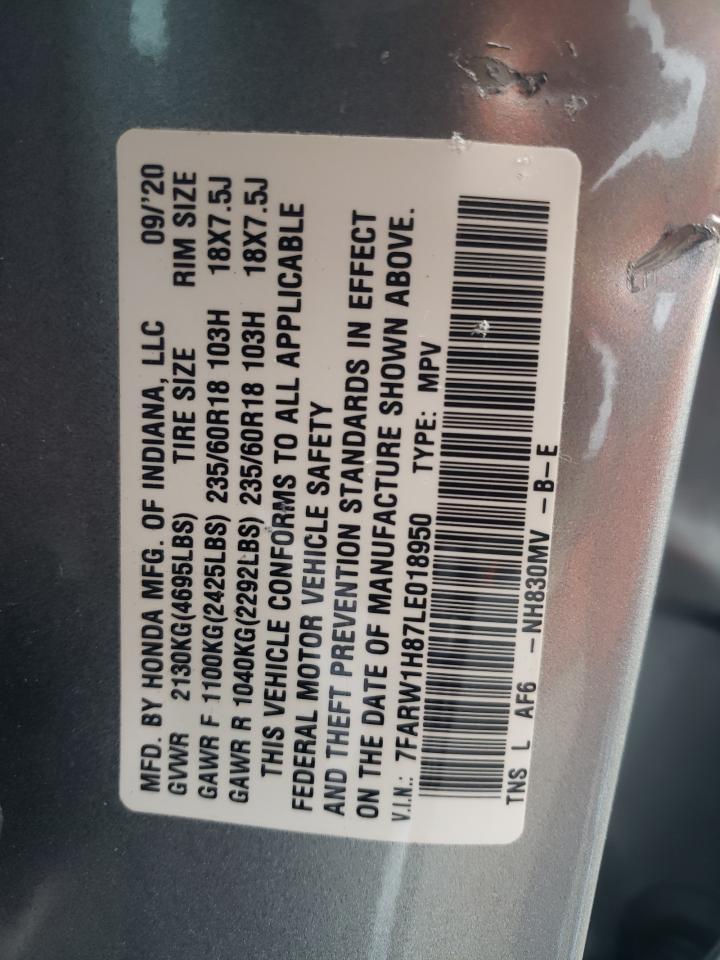 MFD. BY HONDA MFG. OF INDIANA, LLC 09/'20
GVWR 2130KG(4695LBS) TIRE SIZE RIM SIZE
GAWR F 1100KG(2425LBS) 235/60R18 103H 18X7.5J
GAWR R 1040KG(2292LBS) 235/60R18 103H 18X7.5J
THIS VEHICLE CONFORMS TO ALL APPLICABLE
FEDERAL MOTOR VEHICLE SAFETY
AND THEFT PREVENTION STANDARDS IN EFFECT
ON THE DATE OF MANUFACTURE SHOWN ABOVE.
V.I.N.: 7FARW1H87LE018950 TYPE: MPV
TNS L AF6 -NH830MV -B-E